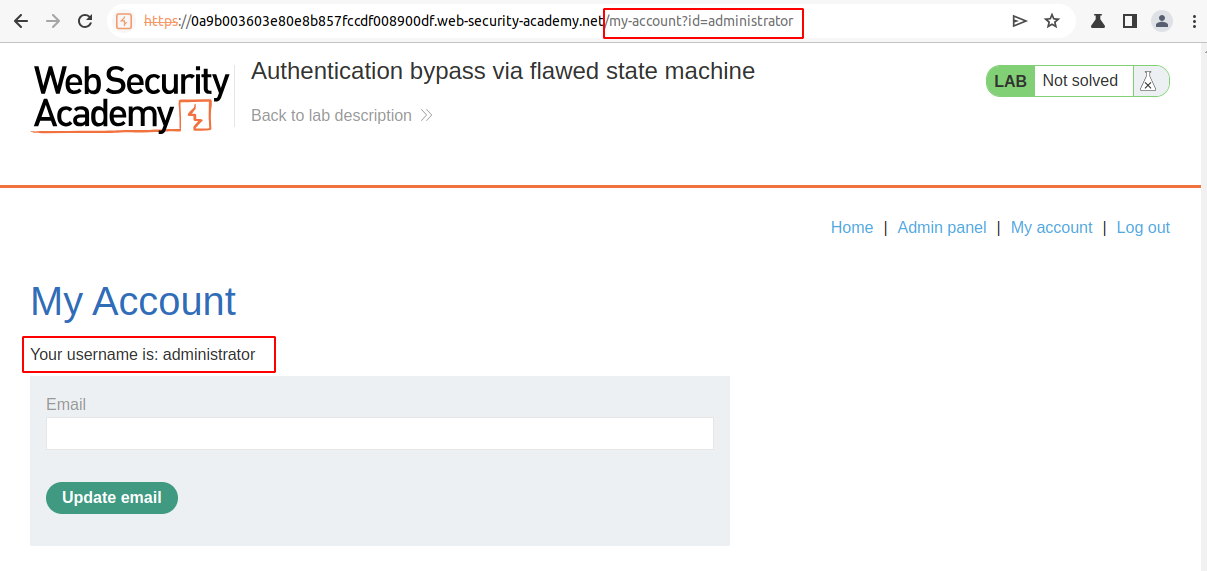 https://0a9b003603e80e8b857fccdf008900df.web-security-academy.net/my-account?id=administrator
WebSecurity
Academy
Authentication bypass via flawed state machine
Back to lab description
LAB Not solved
Home | Admin panel | My account | Log out
My Account
Your username is: administrator
Email
Update email